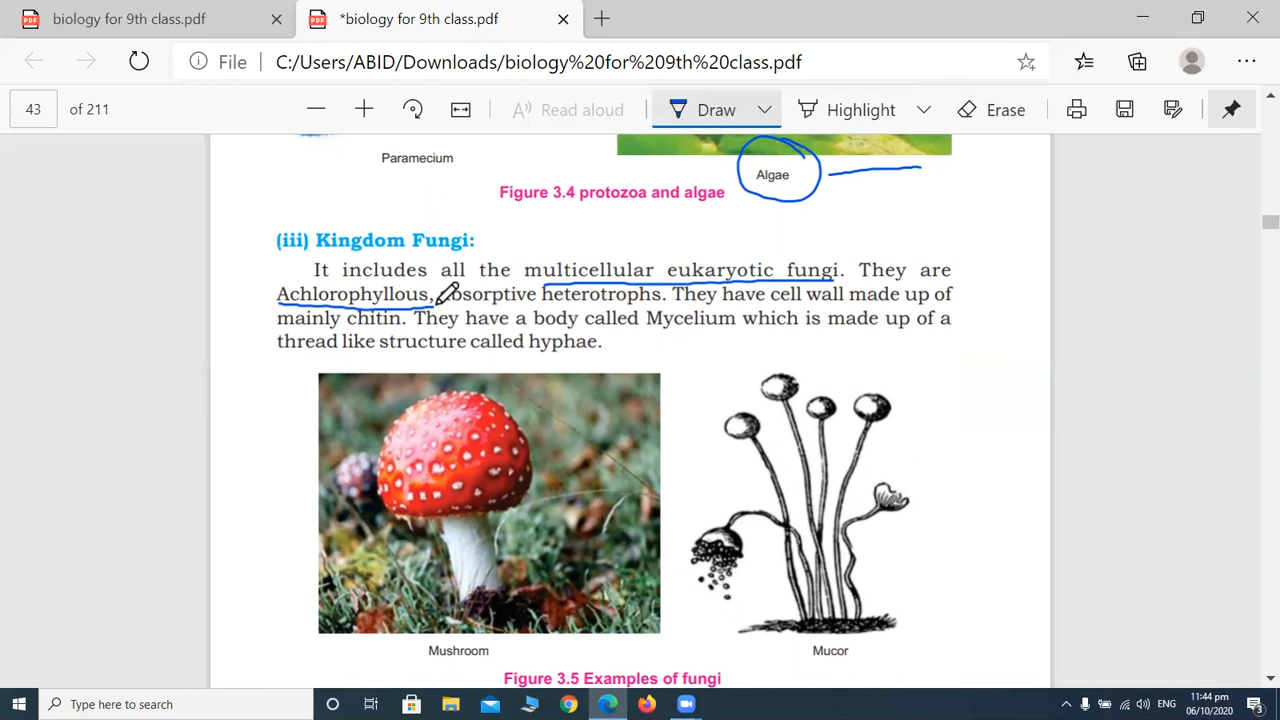 biology for 9th class.pdf
*biology for 9th class.pdf
File
C:/Users/ABID/Downloads/biology%20for%209th%20class.pdf
43 of 211
Read aloud
Draw
Highlight
Erase
Paramecium
Algae
Figure 3.4 protozoa and algae
(iii) Kingdom Fungi:
It includes all the multicellular eukaryotic fungi. They are
Achlorophyllous, absorptive heterotrophs. They have cell wall made up of
mainly chitin. They have a body called Mycelium which is made up of a
thread like structure called hyphae.
Mushroom
Mucor
Figure 3.5 Examples of fungi
Type here to search
ENG
11:44 pm
06/10/2020
3